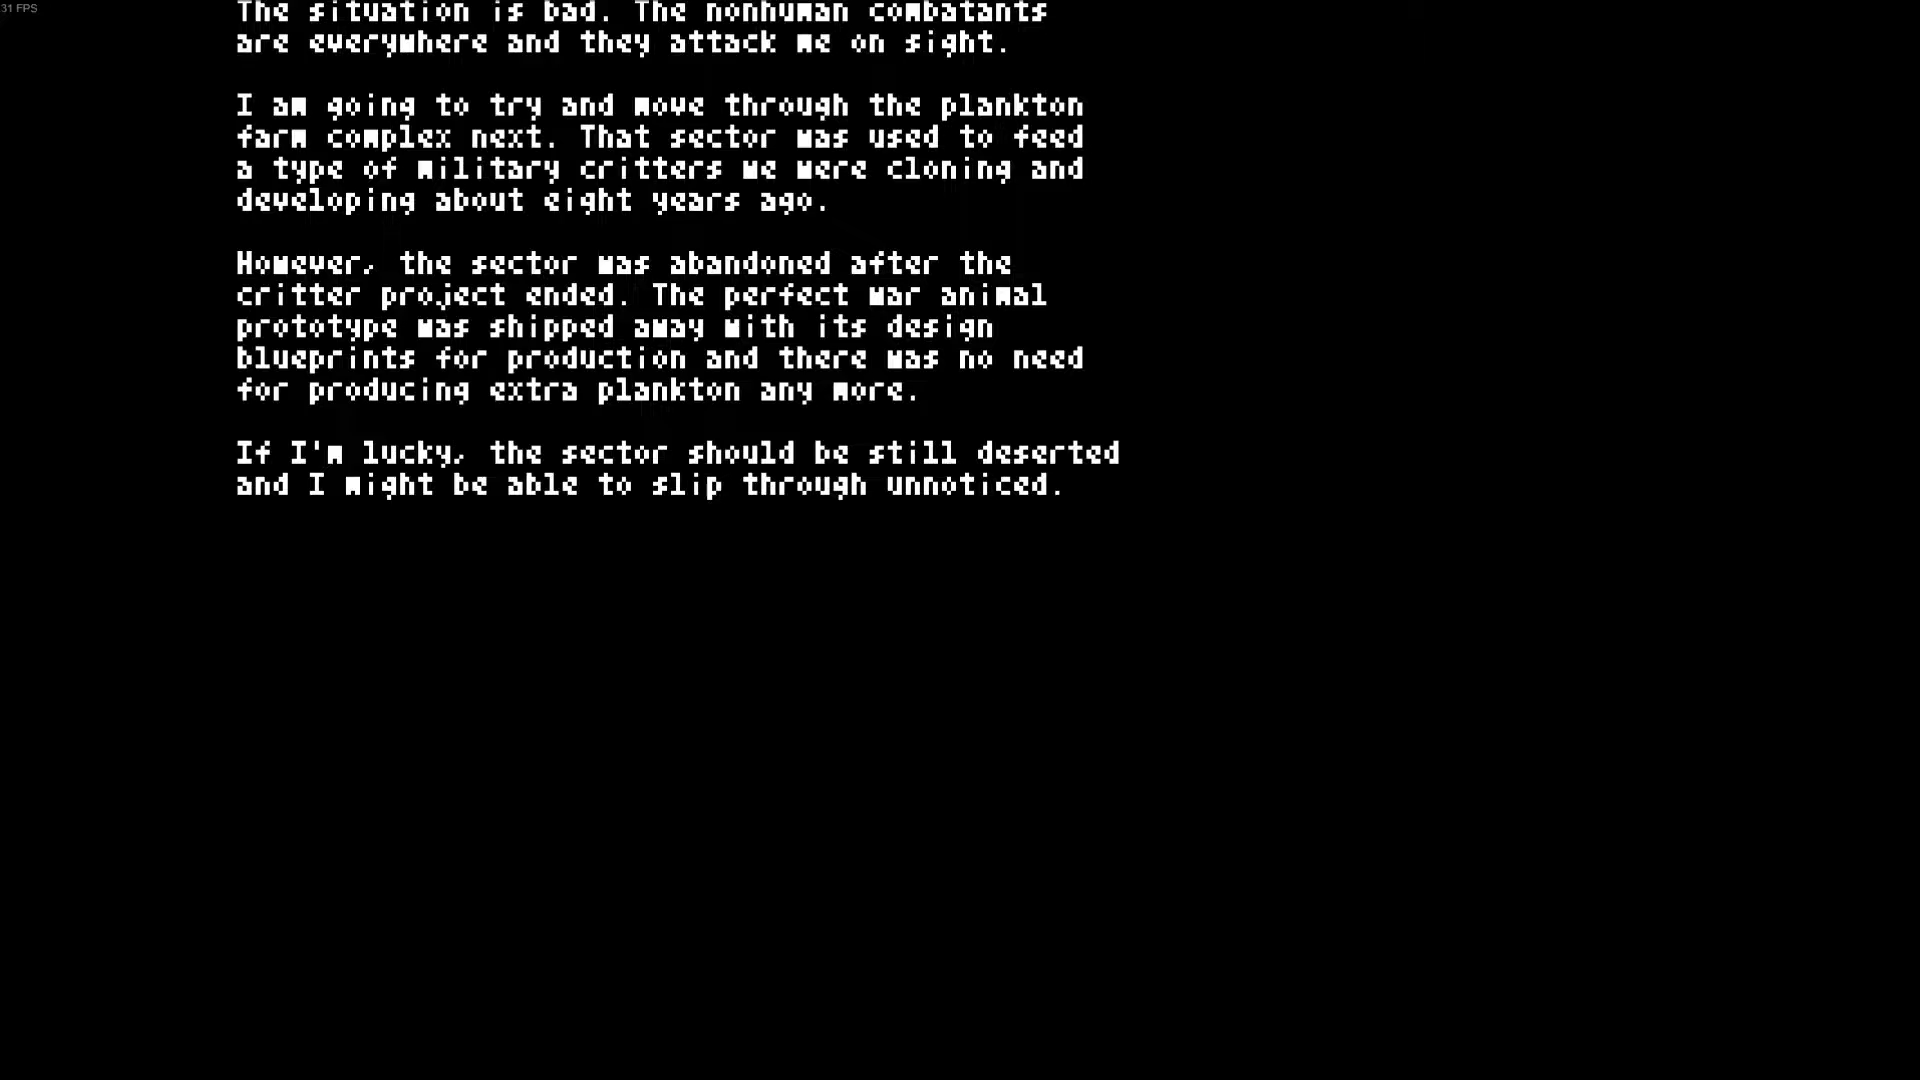 31 FPS
The situation is bad. The nonhuman combatants
are everywhere and they attack me on sight.
I am going to try and move through the plankton
farm complex next. That sector was used to feed
a type of military critters we were cloning and
developing about eight years ago.
However, the sector was abandoned after the
critter project ended. The perfect war animal
prototype was shipped away with its design
blueprints for production and there was no need
for producing extra plankton any more.
If I'm lucky, the sector should be still deserted
and I might be able to slip through unnoticed.